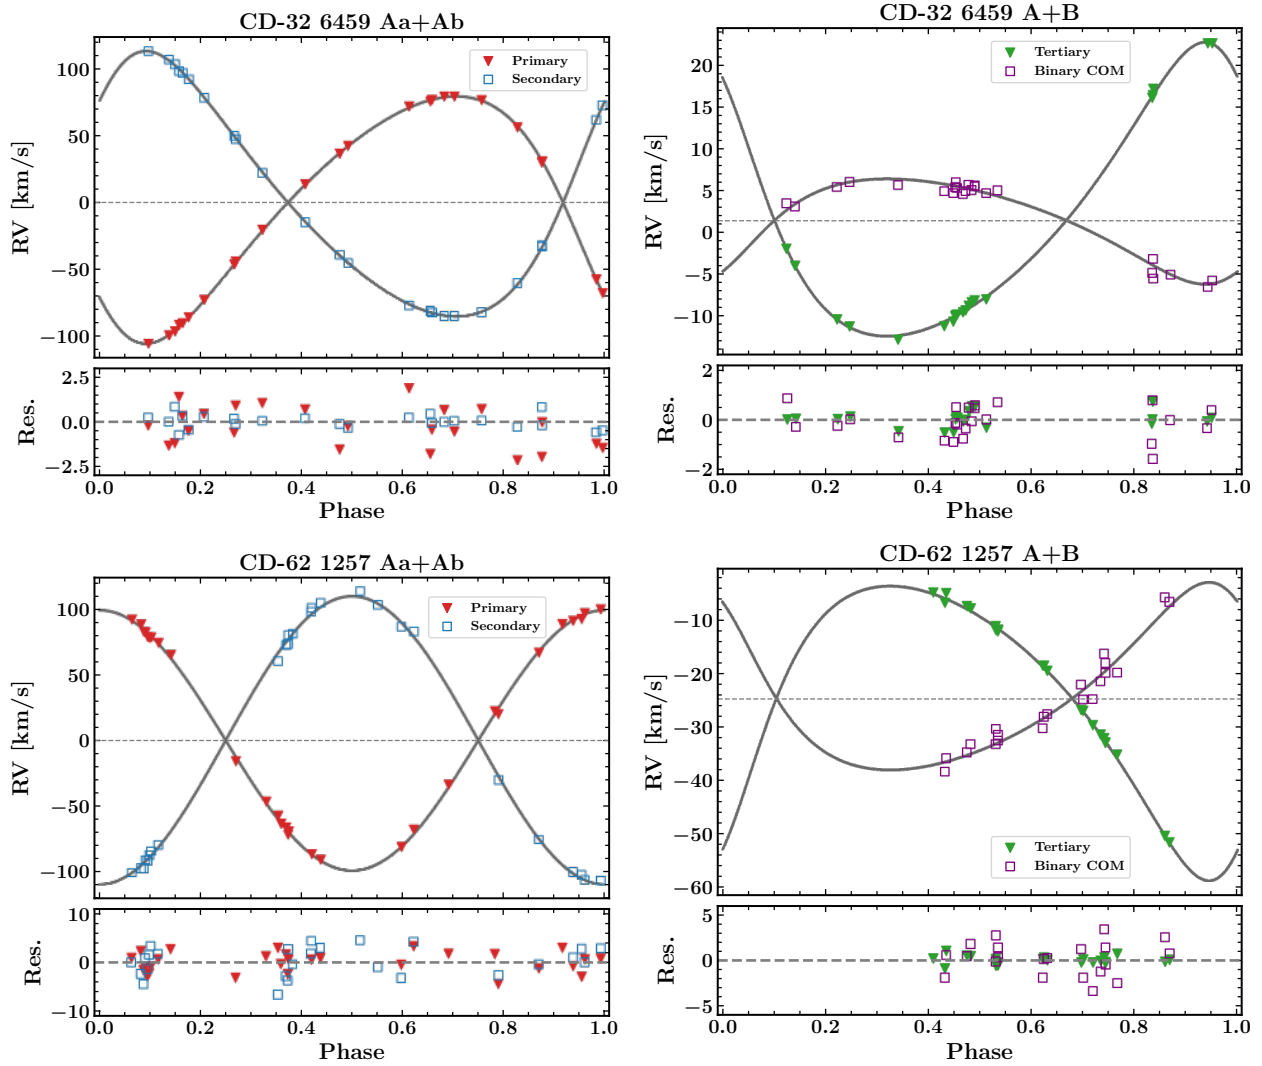 CD-32 6459 Aa+Ab
RV [km/s]
100
50
0
−50
−100
Primary
Secondary
Res.
2.5
0.0
−2.5
0.0 0.2 0.4 0.6 0.8 1.0
Phase
CD-32 6459 A+B
RV [km/s]
20
15
10
5
0
−5
−10
Tertiary
Binary COM
Res.
2
0
−2
0.0 0.2 0.4 0.6 0.8 1.0
Phase
CD-62 1257 Aa+Ab
RV [km/s]
100
50
0
−50
−100
Primary
Secondary
Res.
10
0
−10
0.0 0.2 0.4 0.6 0.8 1.0
Phase
CD-62 1257 A+B
RV [km/s]
−10
−20
−30
−40
−50
−60
Tertiary
Binary COM
Res.
5
0
−5
0.0 0.2 0.4 0.6 0.8 1.0
Phase